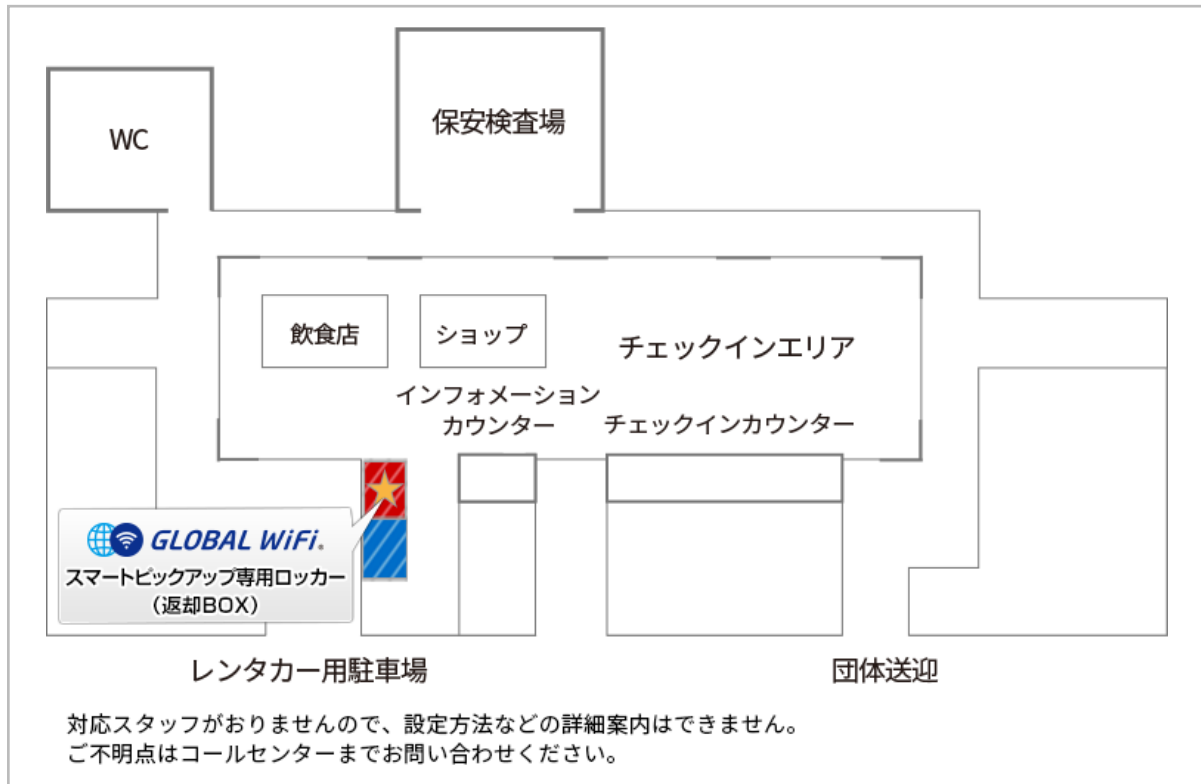 WC
保安検査場
飲食店
ショップ
チェックインエリア
インフォメーション
カウンター
チェックインカウンター
GLOBAL WiFi®
スマートピックアップ専用ロッカー
（返却BOX）
レンタカー用駐車場
団体送迎
対応スタッフがおりませんので、設定方法などの詳細案内はできません。
ご不明点はコールセンターまでお問い合わせください。